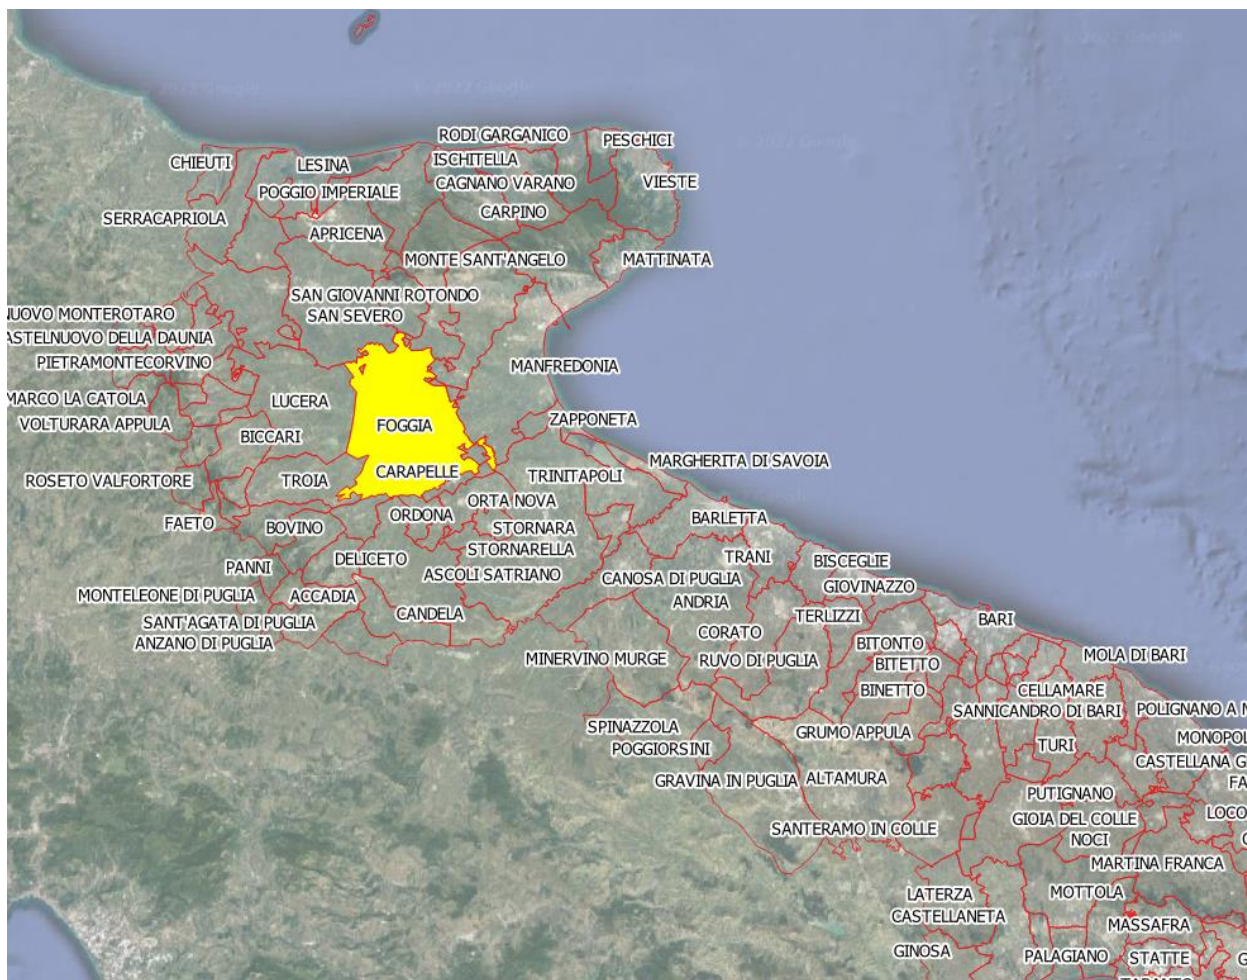 RODI GARGANICO
PESCHICI
CHIEUTI
LESINA
ISCHITELLA
POGGIO IMPERIALE
CAGNANO VARANO
VIESTE
SERRACAPRIOLA
CARPINO
APRICENA
MONTE SANT'ANGELO
MATTINATA
SAN GIOVANNI ROTONDO
NUOVO MONTEROTARO
SAN SEVERO
ASTELNUOVO DELLA DAUNIA
PIETRAMONTECORVINO
MANFREDONIA
MARCO LA CATOLA
LUCERA
VOLTURARA APPULA
FOGGIA
ZAPPONETA
BICCARI
MARGHERITA DI SAVOIA
ROSETO VALFORTORE
TROIA
CARAPELLE
TRINITAPOLI
ORTA NOVA
FAETO
BOVINO
ORDONA
STORNARA
BARLETTA
STORNARELLA
DELICETO
TRANI
BISCEGLIE
PANNI
ASCOLI SATRIANO
CANOSA DI PUGLIA
GIOVINAZZO
MONTELEONE DI PUGLIA
ACCADIA
ANDRIA
SANT'AGATA DI PUGLIA
CANDELA
TERLIZZI
BARI
ANZANO DI PUGLIA
CORATO
BITONTO
MINERVINO MURGE
RUVO DI PUGLIA
BITETTO
MOLA DI BARI
BINETTO
CELLAMARE
SANNICANDRO DI BARI
POLIGNANO A
SPINAZZOLA
GRUMO APPULA
MONOPOL
POGGIORSINI
TURI
CASTELLANA G
GRAVINA IN PUGLIA
ALTAMURA
FA
PUTIGNANO
LOCO
GIOIA DEL COLLE
SANTERAMO IN COLLE
NOCI
MARTINA FRANCA
LATERZA
MOTTOLA
CASTELLANETA
MASSAFRA
GINOSA
PALAGIANO
STATTE